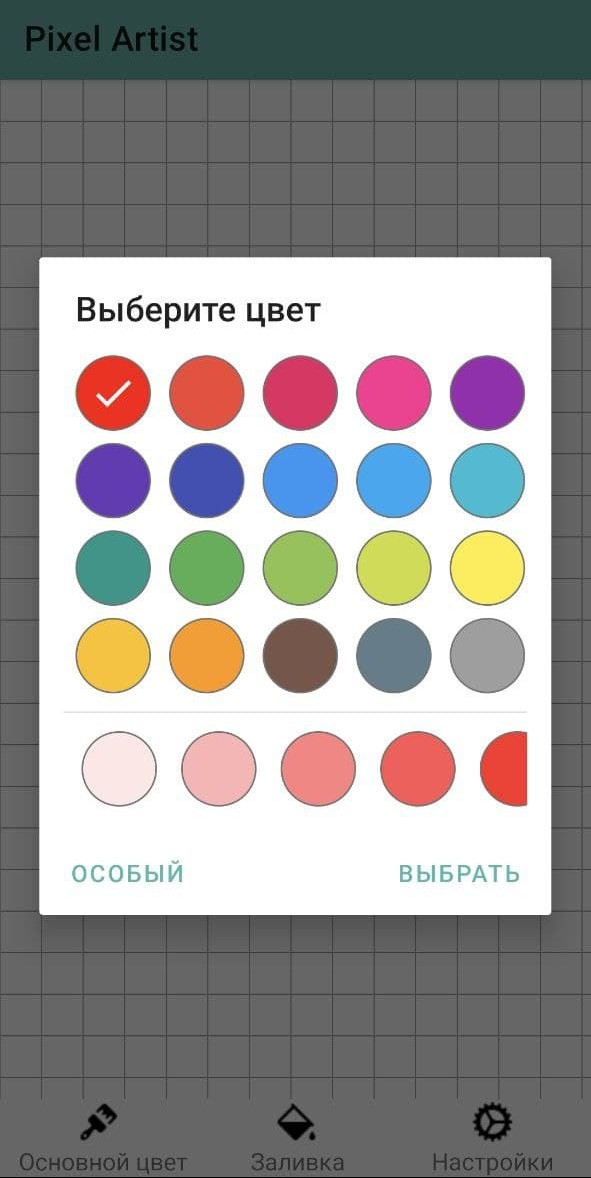 Pixel Artist
Выберите цвет
ОСОБЫЙ
ВЫБРАТЬ
Основной цвет
Заливка
Настройки